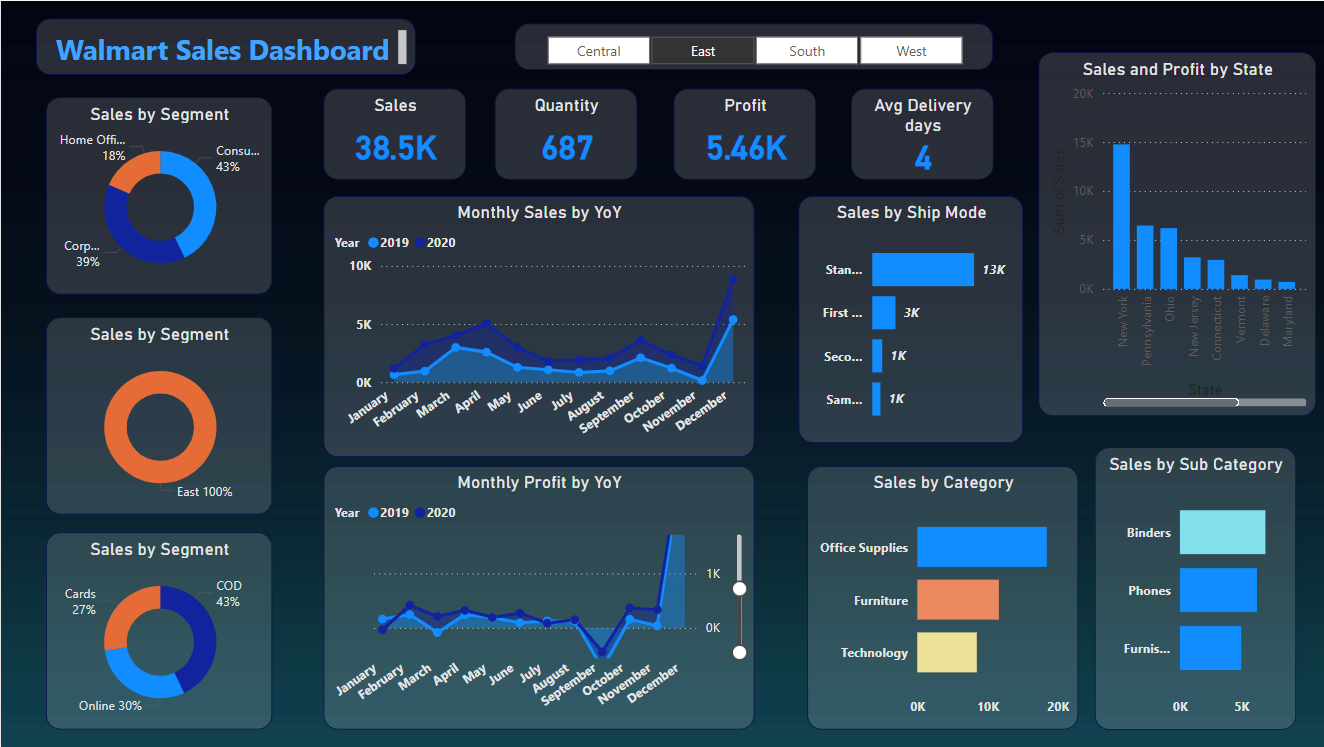 Walmart Sales Dashboard
Central
East
South
West
Sales by Segment
Home Offi...
18%
Consu...
43%
Corp...
39%
Sales by Segment
East 100%
Sales by Segment
Cards
27%
COD
43%
Online 30%
Sales
38.5K
Quantity
687
Profit
5.46K
Avg Delivery
days
4
Monthly Sales by YoY
Year 2019 2020
10K
5K
0K
January
February
March
April
May
June
July
August
September
October
November
December
Monthly Profit by YoY
Year 2019 2020
1K
0K
January
February
March
April
May
June
July
August
September
October
November
December
Sales by Ship Mode
Stan... 13K
First ... 3K
Seco... 1K
Sam... 1K
Sales and Profit by State
20K
15K
10K
5K
0K
Sum of Sales
New York
Pennsylvania
Ohio
New Jersey
Connecticut
Vermont
Delaware
Maryland
State
Sales by Category
Office Supplies
Furniture
Technology
0K 10K 20K
Sales by Sub Category
Binders
Phones
Furnis...
0K 5K